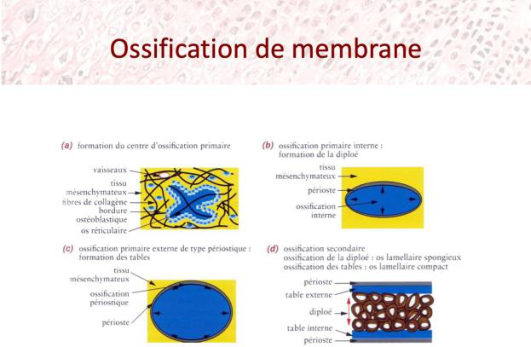 Ossification de membrane
(a) formation du centre d'ossification primaire
vaisseaux
tissu
mésenchymateux
fibres de collagène
bordure
ostéoblastique
os réticulaire
(b) ossification primaire interne :
formation de la diploé
tissu
mésenchymateux
périoste
ossification
interne
(c) ossification primaire externe de type périostique :
formation des tables
tissu
mésenchymateux
ossification
périostique
périoste
(d) ossification secondaire
ossification de la diploé : os lamellaire spongieux
ossification des tables : os lamellaire compact
périoste
table externe
diploé
table interne
périoste